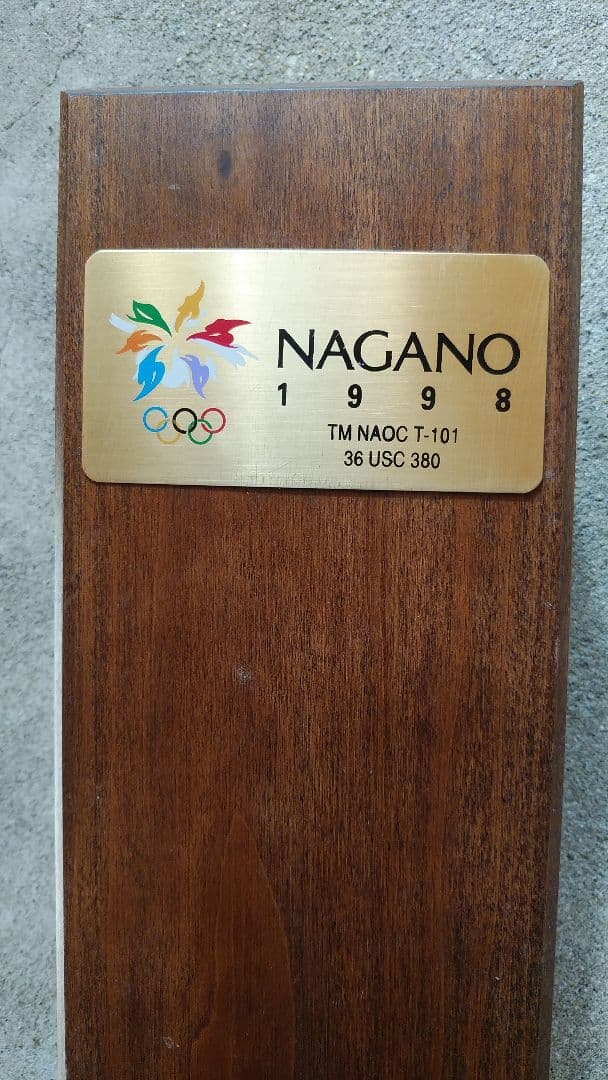 NAGANO
1 9 9 8
TM NAOC T-101
36 USC 380